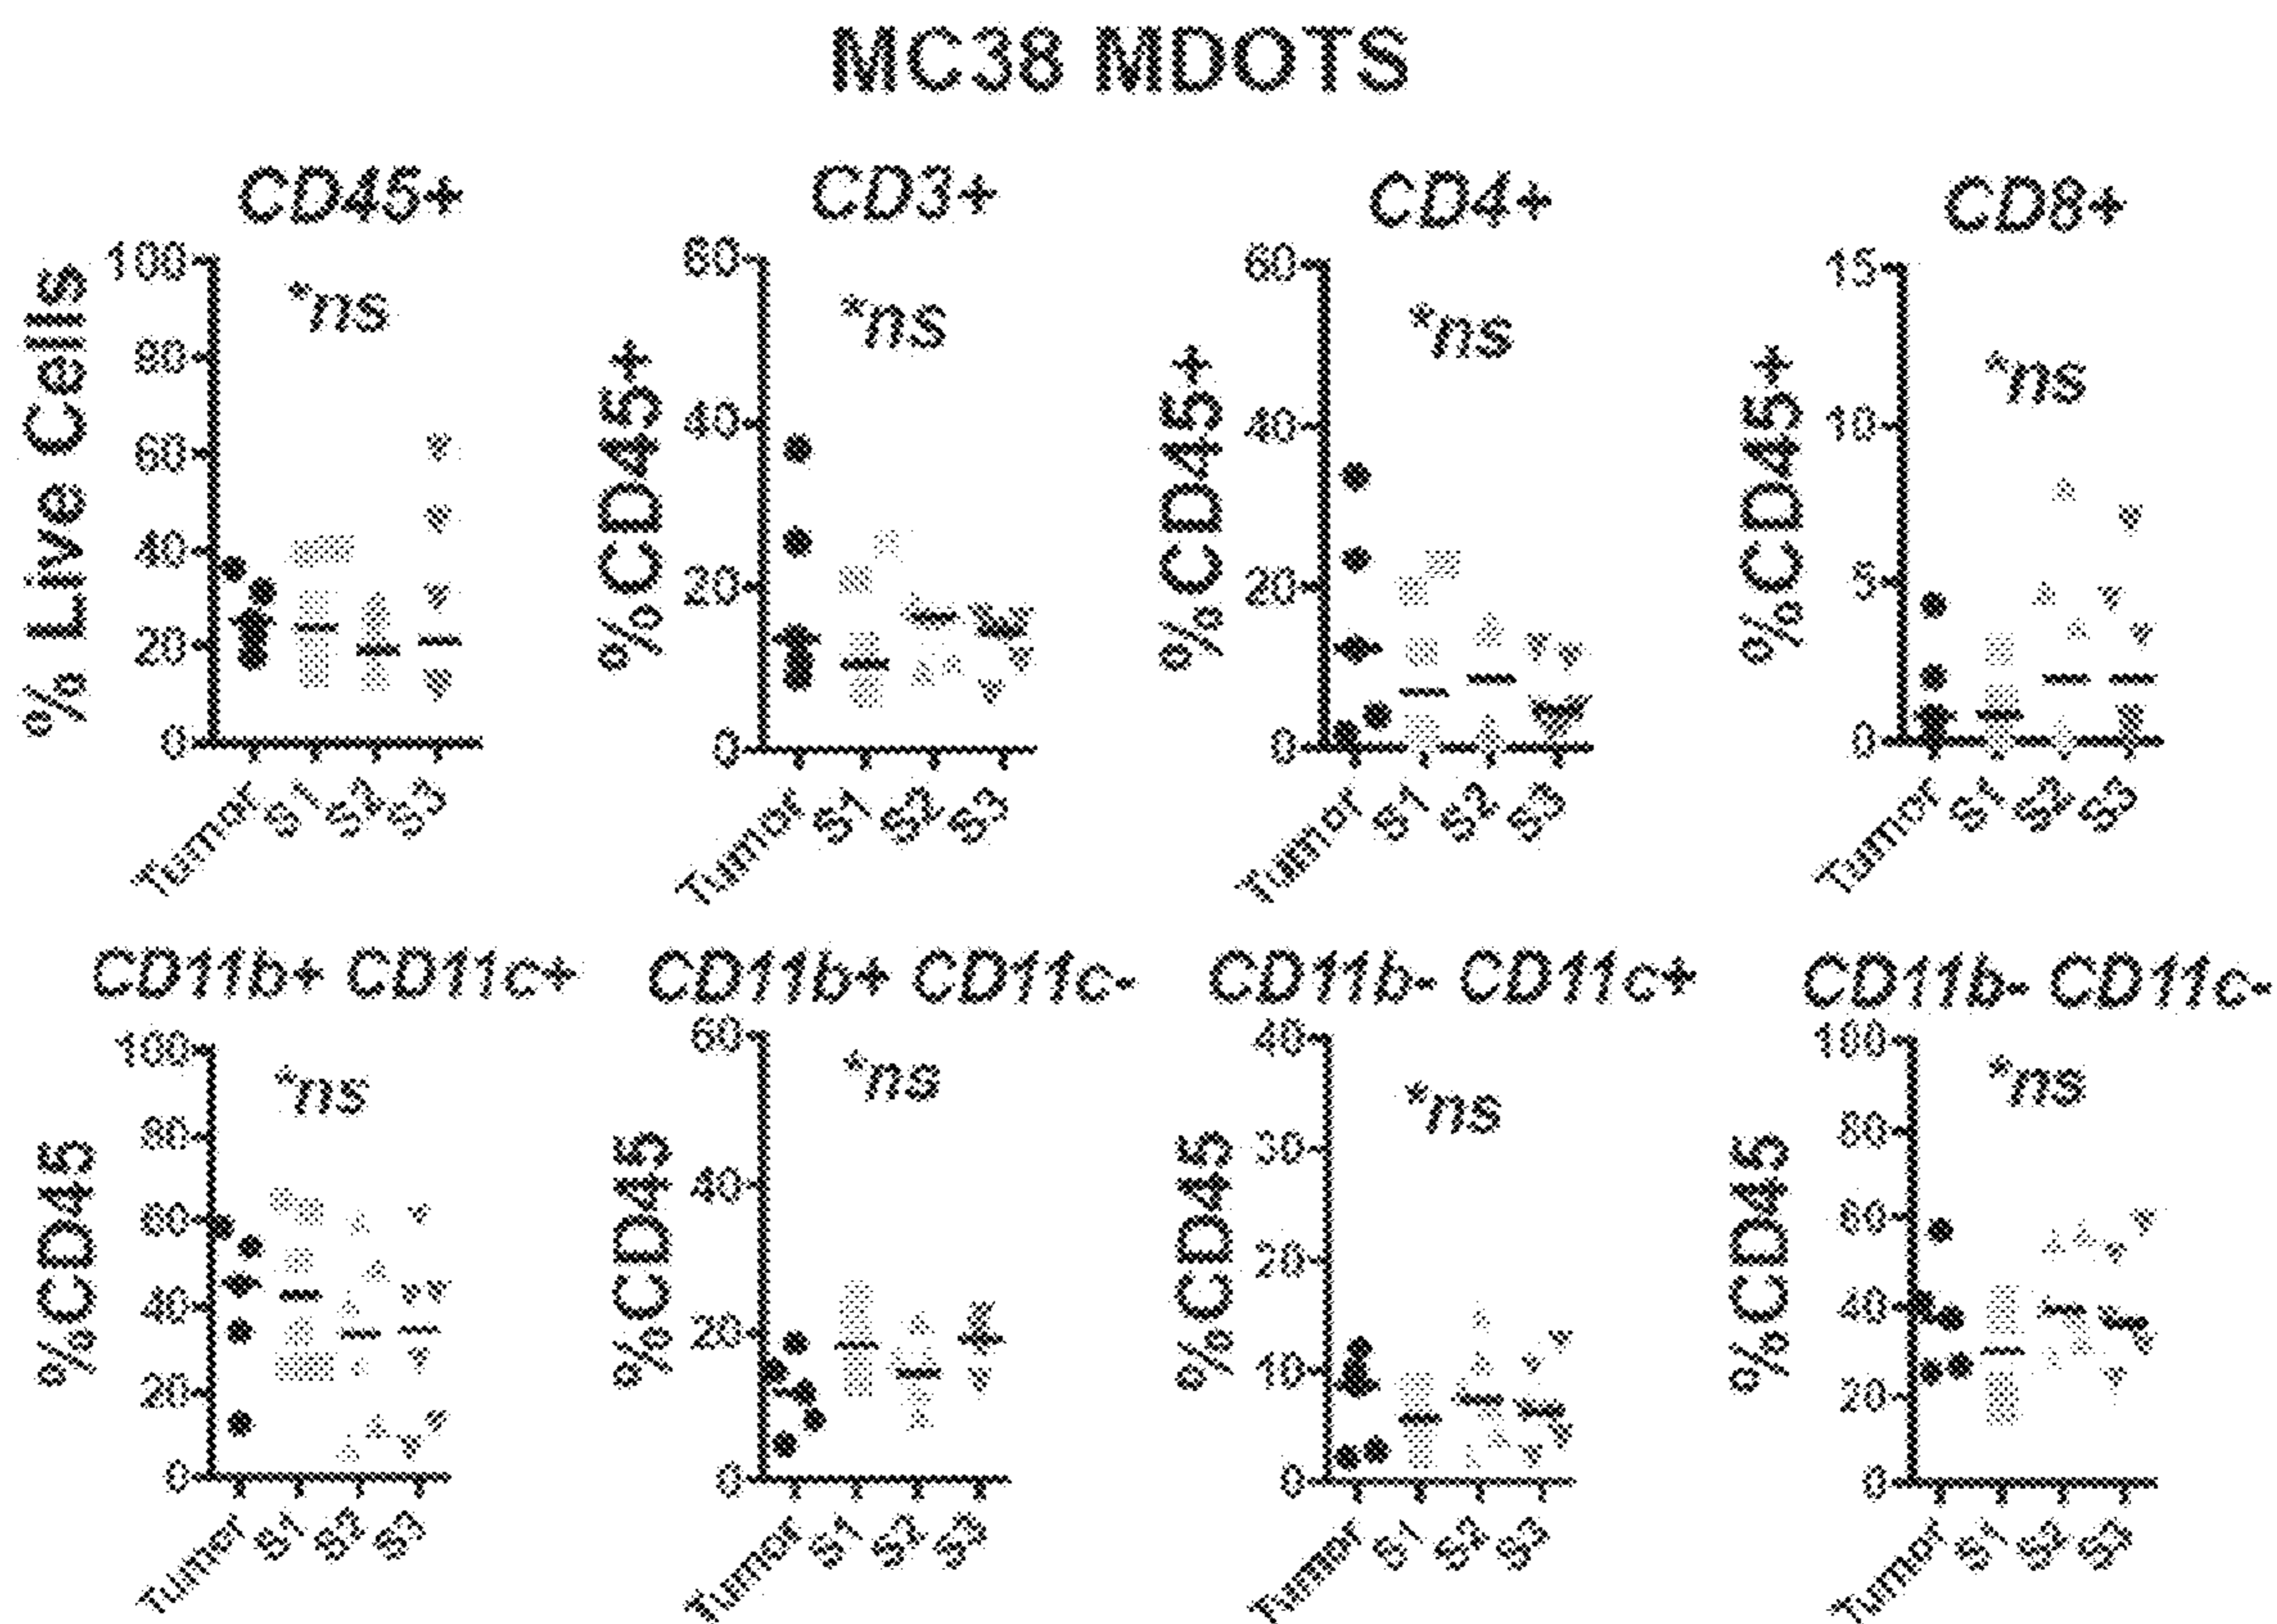 MC38 MDOTS
CD45+
% Live Cells
100
80
60
40
20
0
Tumor
S1
S2
S3
*ns
CD3+
%CD45+
60
40
20
0
Tumor
S1
S2
S3
*ns
CD4+
%CD45+
60
40
20
0
Tumor
S1
S2
S3
*ns
CD8+
%CD45+
15
10
5
0
Tumor
S1
S2
S3
*ns
CD11b+ CD11c+
%CD45
100
80
60
40
20
0
Tumor
S1
S2
S3
*ns
CD11b+ CD11c-
%CD45
60
40
20
0
Tumor
S1
S2
S3
*ns
CD11b- CD11c+
%CD45
40
30
20
10
0
Tumor
S1
S2
S3
*ns
CD11b- CD11c-
%CD45
100
80
60
40
20
0
Tumor
S1
S2
S3
*ns